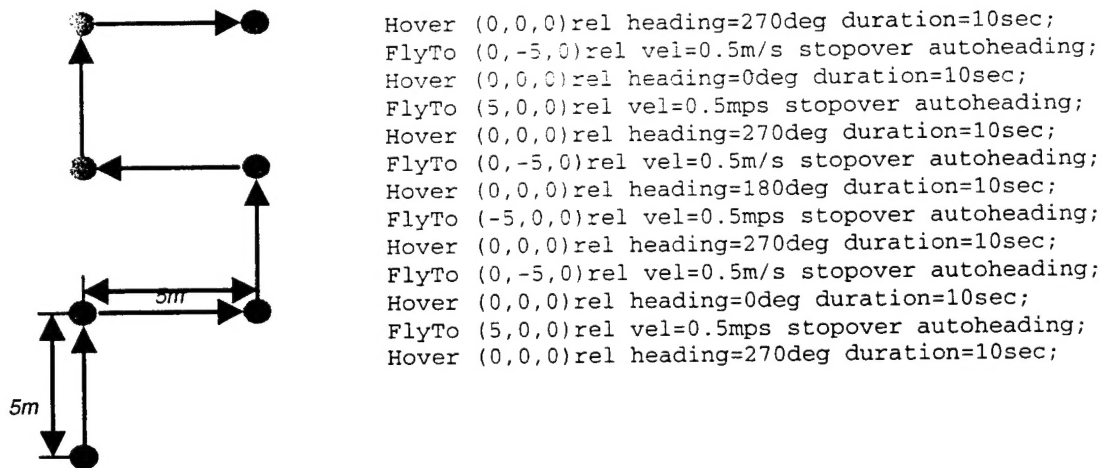 Hover (0,0,0)rel heading=270deg duration=10sec;
FlyTo (0,-5,0)rel vel=0.5m/s stopover autoheading;
Hover (0,0,0)rel heading=0deg duration=10sec;
FlyTo (5,0,0)rel vel=0.5mps stopover autoheading;
Hover (0,0,0)rel heading=270deg duration=10sec;
FlyTo (0,-5,0)rel vel=0.5m/s stopover autoheading;
Hover (0,0,0)rel heading=180deg duration=10sec;
FlyTo (-5,0,0)rel vel=0.5mps stopover autoheading;
Hover (0,0,0)rel heading=270deg duration=10sec;
FlyTo (0,-5,0)rel vel=0.5m/s stopover autoheading;
Hover (0,0,0)rel heading=0deg duration=10sec;
FlyTo (5,0,0)rel vel=0.5mps stopover autoheading;
Hover (0,0,0)rel heading=270deg duration=10sec;
5m
5m